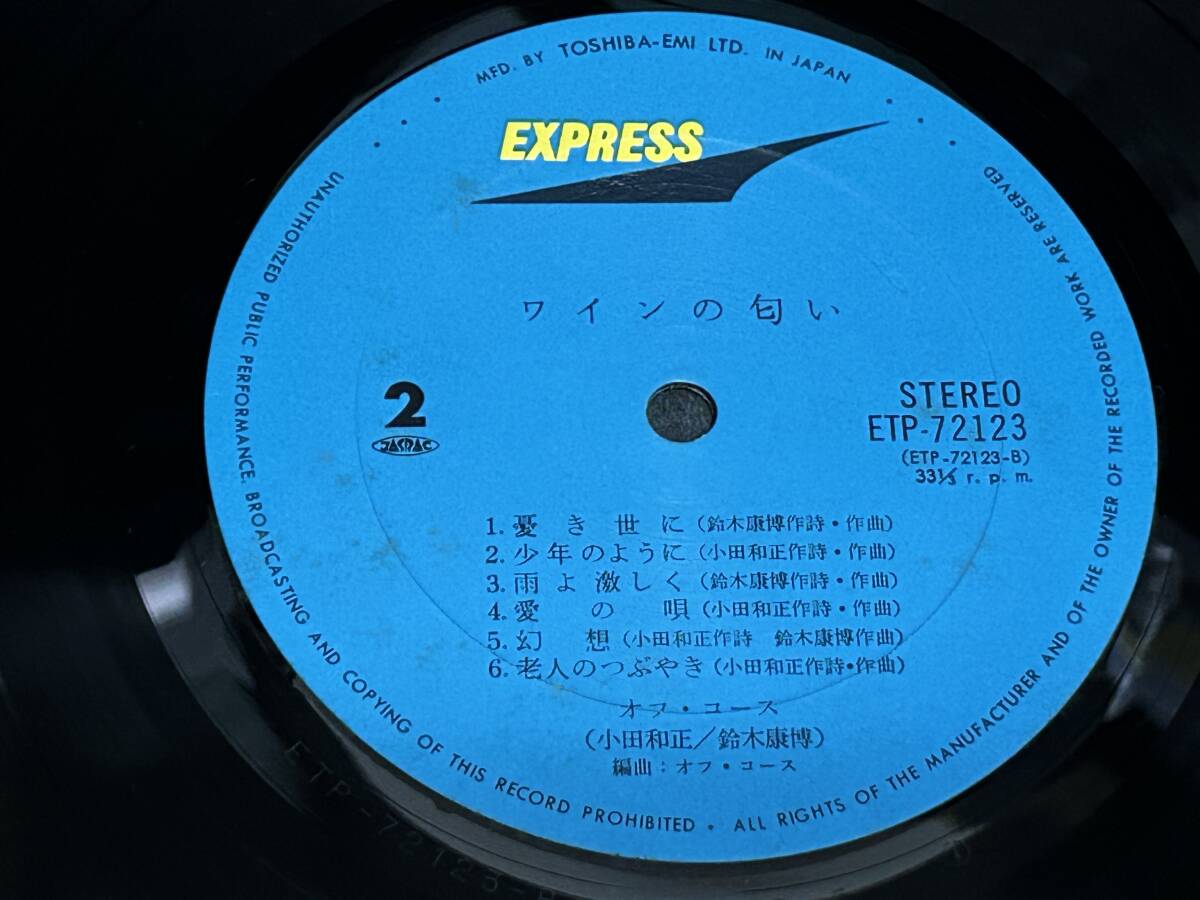 MFD. BY TOSHIBA-EMI LTD. IN JAPAN
EXPRESS
ワインの匂い
2
JASRAC
STEREO
ETP-72123
(ETP-72123-B)
33⅓ r.p.m.
1. 憂き世に (鈴木康博作詩・作曲)
2. 少年のように (小田和正作詩・作曲)
3. 雨よ激しく (鈴木康博作詩・作曲)
4. 愛の唄 (小田和正作詩・作曲)
5. 幻想 (小田和正作詩 鈴木康博作曲)
6. 老人のつぶやき (小田和正作詩・作曲)
オフ・コース
(小田和正／鈴木康博)
編曲：オフ・コース
UNAUTHORIZED PUBLIC PERFORMANCE. BROADCASTING AND COPYING OF THIS RECORD PROHIBITED • ALL RIGHTS OF THE MANUFACTURER AND OF THE OWNER OF THE RECORDED WORK ARE RESERVED
ETP-72123-B